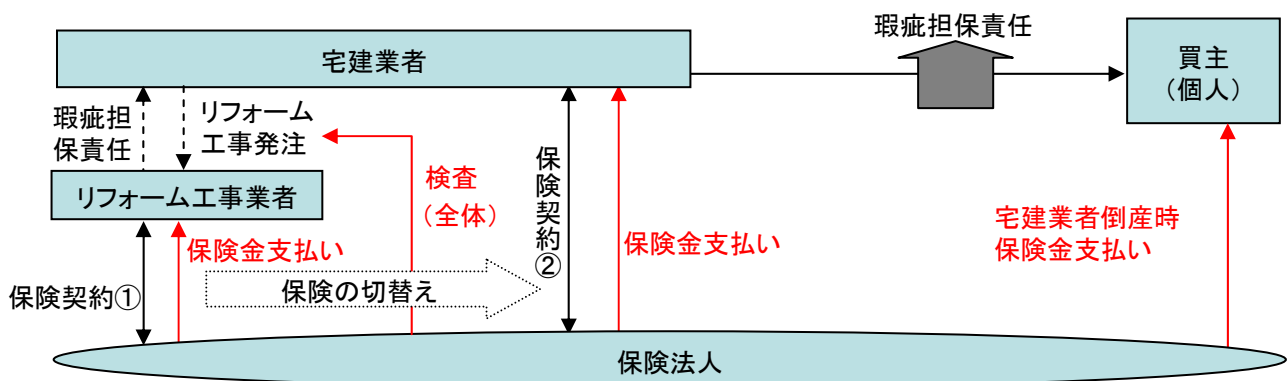 瑕疵担保責任
宅建業者
買主
（個人）
瑕疵担
保責任
リフォーム
工事発注
検査
（全体）
リフォーム工事業者
保険契約②
保険金支払い
保険金支払い
宅建業者倒産時
保険金支払い
保険契約①
保険の切替え
保険法人